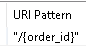 URI Pattern
"/{order_id}"